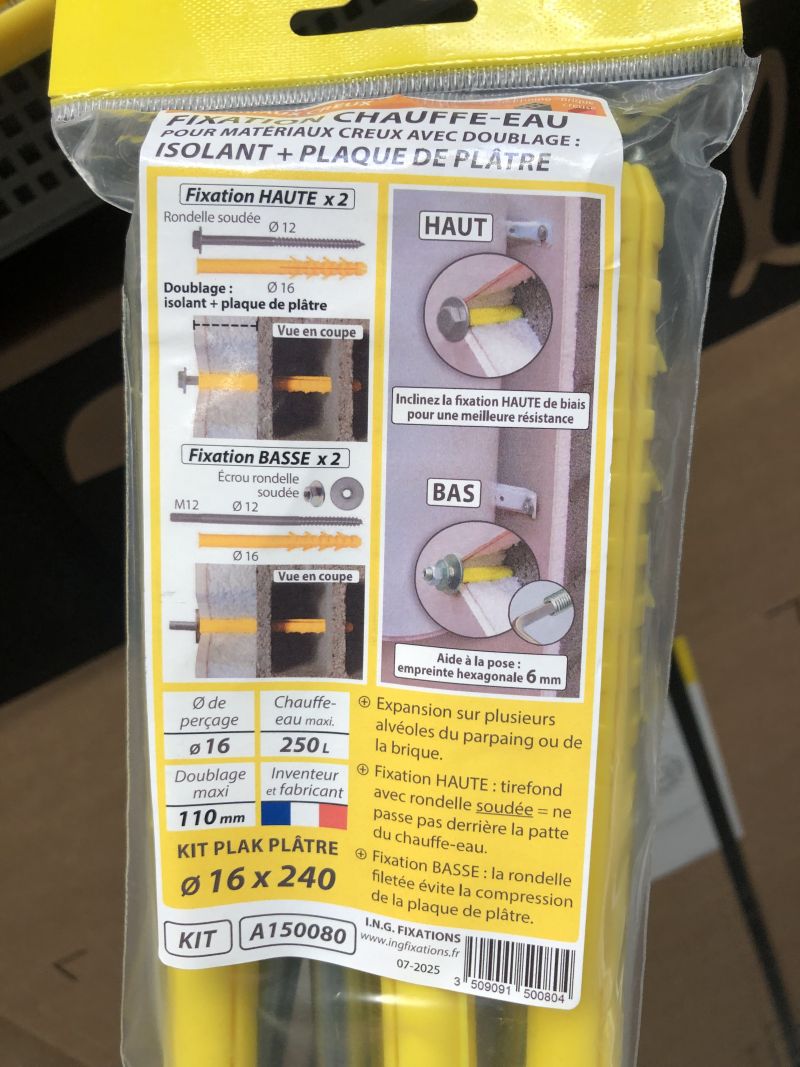 FIXATION CHAUFFE-EAU
POUR MATÉRIAUX CREUX AVEC DOUBLAGE :
ISOLANT + PLAQUE DE PLÂTRE
Fixation HAUTE x 2
Rondelle soudée
Ø 12
Ø 16
Doublage :
isolant + plaque de plâtre
Vue en coupe
Fixation BASSE x 2
Écrou rondelle
soudée
M12
Ø 12
Ø 16
Vue en coupe
HAUT
Inclinez la fixation HAUTE de biais
pour une meilleure résistance
BAS
Aide à la pose :
empreinte hexagonale 6 mm
Ø de
perçage
ø 16
Chauffe-
eau maxi.
250 L
Doublage
maxi
110 mm
Inventeur
et fabricant
KIT PLAK PLÂTRE
ø 16 x 240
Expansion sur plusieurs
alvéoles du parpaing ou de
la brique.
Fixation HAUTE : tirefond
avec rondelle soudée = ne
passe pas derrière la patte
du chauffe-eau.
Fixation BASSE : la rondelle
filetée évite la compression
de la plaque de plâtre.
KIT
A150080
I.N.G. FIXATIONS
www.ingfixations.fr
07-2025
3 509091 500804